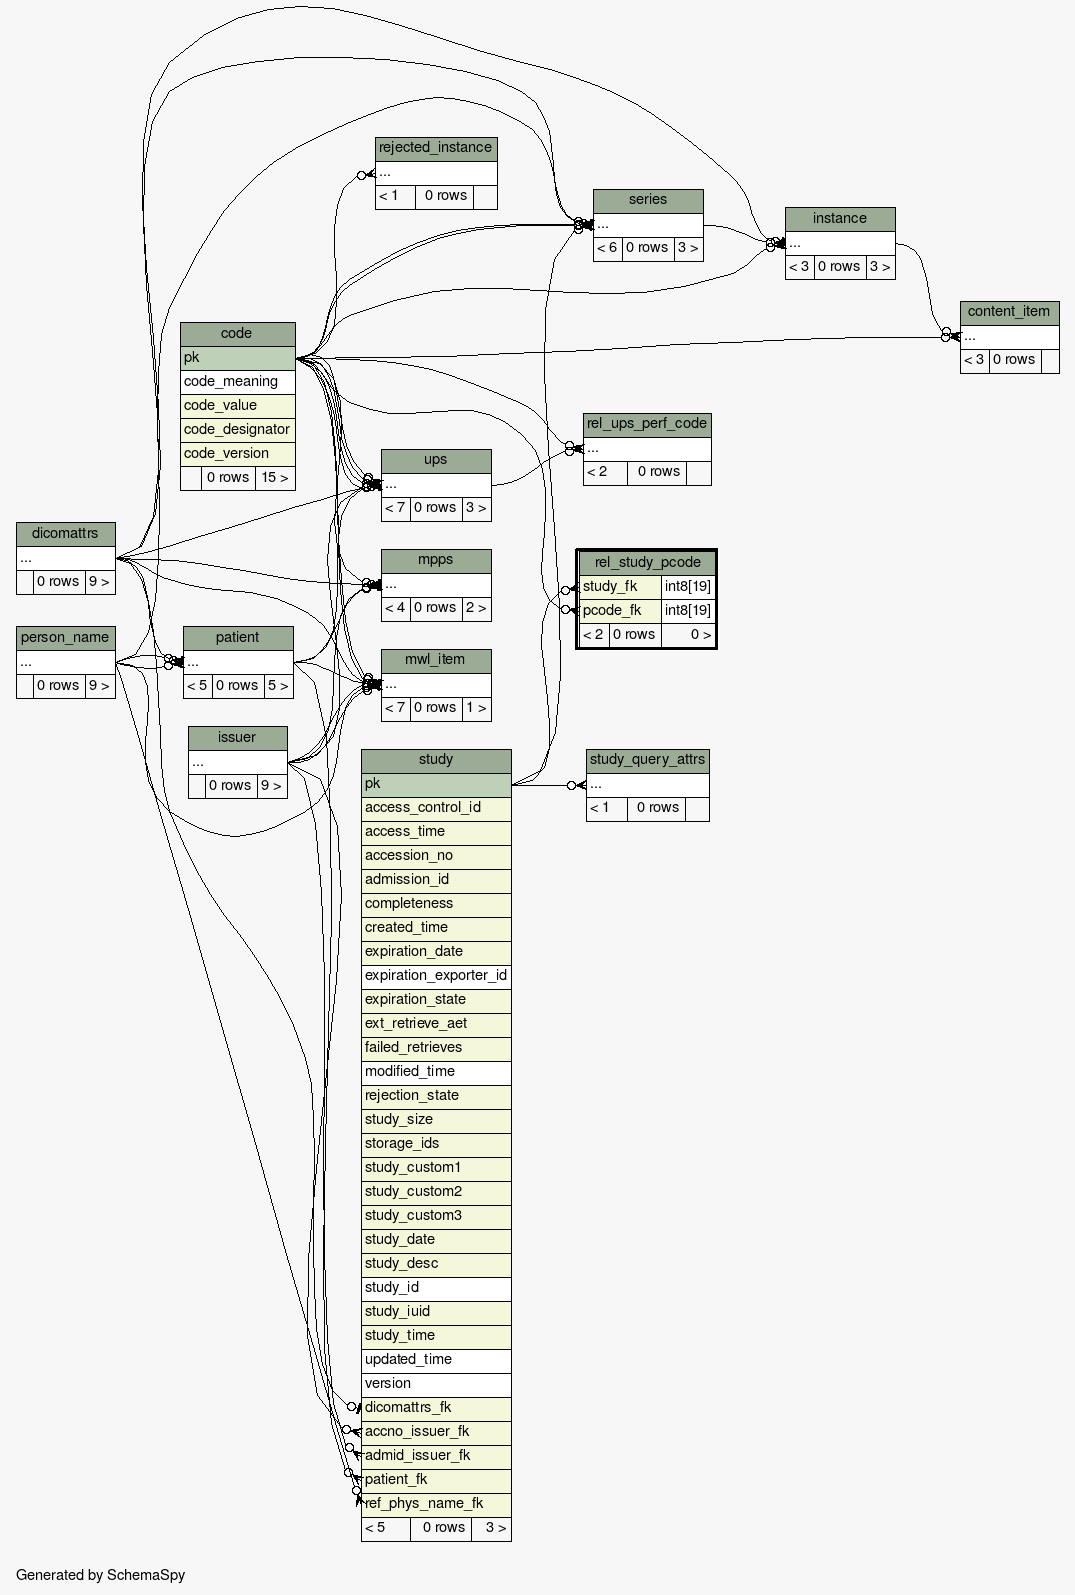 rejected_instance
...
< 1 0 rows
series
...
< 6 0 rows 3 >
instance
...
< 3 0 rows 3 >
content_item
...
< 3 0 rows
code
pk
code_meaning
code_value
code_designator
code_version
0 rows 15 >
rel_ups_perf_code
...
< 2 0 rows
ups
...
< 7 0 rows 3 >
dicomattrs
...
0 rows 9 >
mpps
...
< 4 0 rows 2 >
rel_study_pcode
study_fk int8[19]
pcode_fk int8[19]
< 2 0 rows 0 >
person_name
...
0 rows 9 >
patient
...
< 5 0 rows 5 >
mwl_item
...
< 7 0 rows 1 >
issuer
...
0 rows 9 >
study
pk
access_control_id
access_time
accession_no
admission_id
completeness
created_time
expiration_date
expiration_exporter_id
expiration_state
ext_retrieve_aet
failed_retrieves
modified_time
rejection_state
study_size
storage_ids
study_custom1
study_custom2
study_custom3
study_date
study_desc
study_id
study_iuid
study_time
updated_time
version
dicomattrs_fk
accno_issuer_fk
admid_issuer_fk
patient_fk
ref_phys_name_fk
< 5 0 rows 3 >
study_query_attrs
...
< 1 0 rows
Generated by SchemaSpy